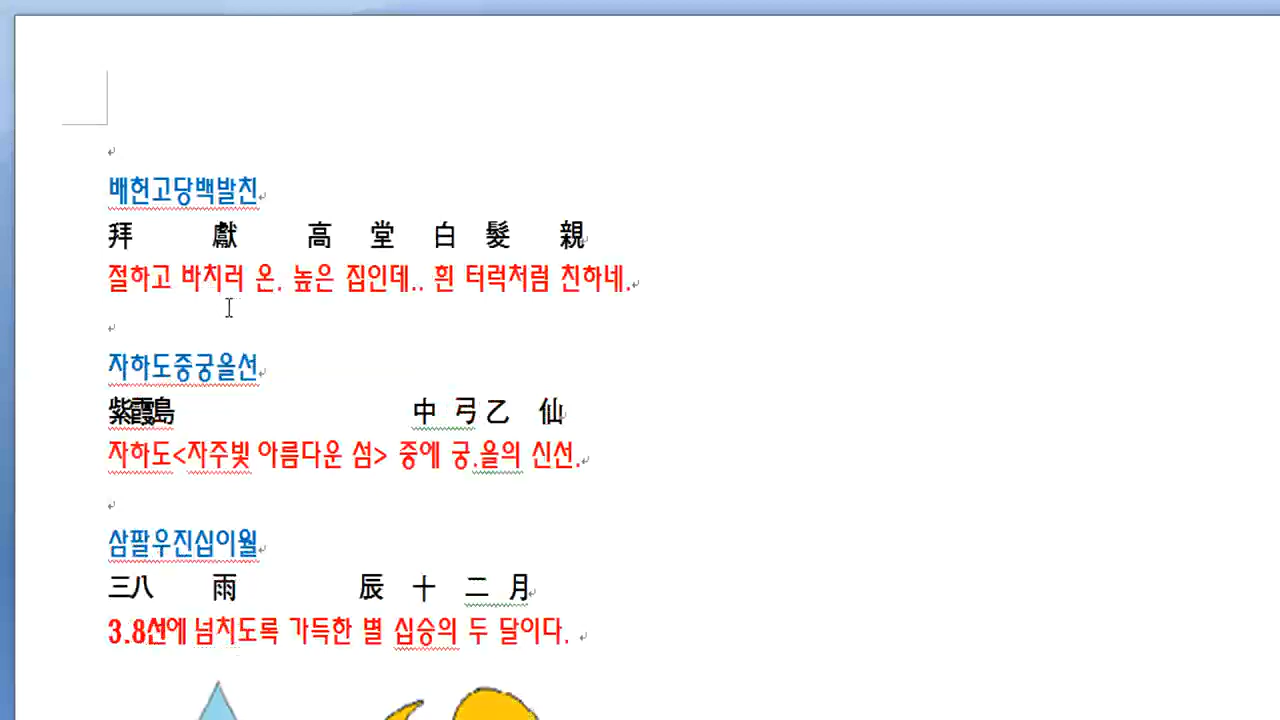 배헌고당백발친
拜 獻 高 堂 白 髮 親
절하고 바치러 온. 높은 집인데.. 흰 터럭처럼 친하네.
자하도중궁을선
紫霞島 中 弓 乙 仙
자하도<자주빛 아름다운 섬> 중에 궁.을의 신선.
삼팔우진십이월
三八 雨 辰 十 二 月
3.8선에 넘치도록 가득한 별 십승의 두 달이다.